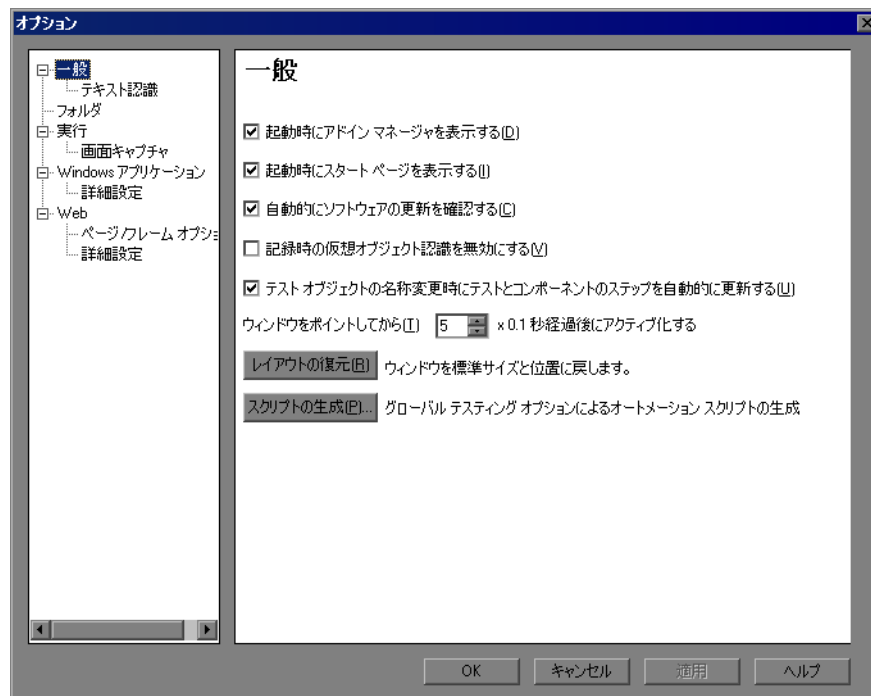 オプション
一般
テキスト認識
フォルダ
実行
画面キャプチャ
Windows アプリケーション
詳細設定
Web
ページ/フレーム オプショ
詳細設定
一般
起動時にアドイン マネージャを表示する(D)
起動時にスタート ページを表示する(I)
自動的にソフトウェアの更新を確認する(C)
記録時の仮想オブジェクト認識を無効にする(V)
テスト オブジェクトの名称変更時にテストとコンポーネントのステップを自動的に更新する(U)
ウィンドウをポイントしてから(T) 5 x 0.1 秒経過後にアクティブ化する
レイアウトの復元(R) ウィンドウを標準サイズと位置に戻します。
スクリプトの生成(P)... グローバル テスティング オプションによるオートメーション スクリプトの生成
OK キャンセル 適用 ヘルプ